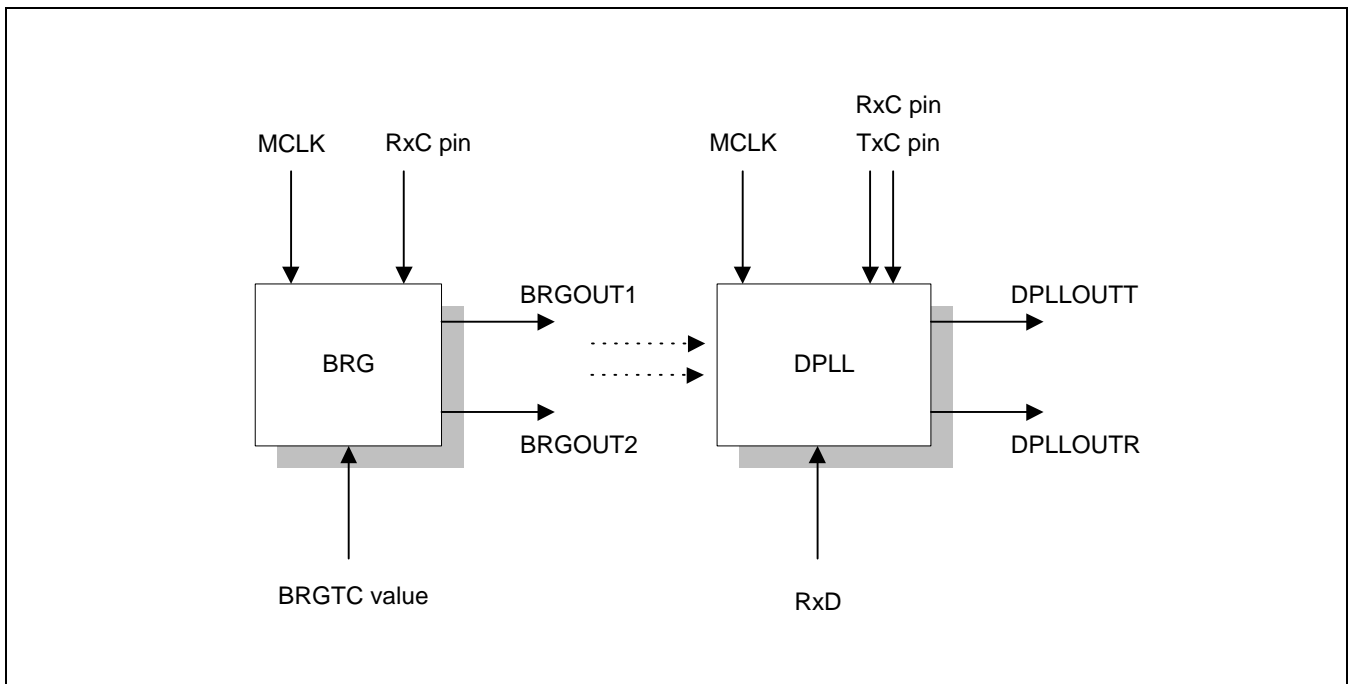 RxC pin
MCLK RxC pin MCLK TxC pin
BRGOUT1 DPLLOUTT
BRG DPLL
BRGOUT2 DPLLOUTR
BRGTC value RxD